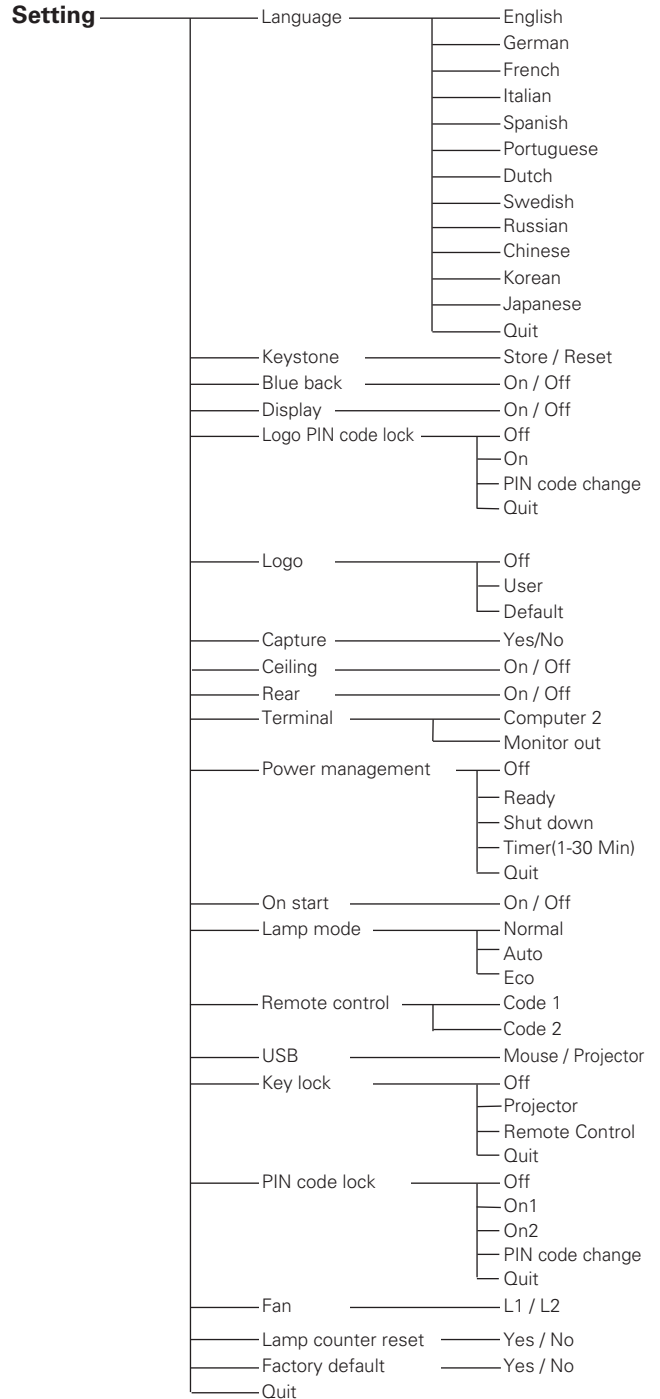 Setting Language English
German
French
Italian
Spanish
Portuguese
Dutch
Swedish
Russian
Chinese
Korean
Japanese
Quit
Keystone Store / Reset
Blue back On / Off
Display On / Off
Logo PIN code lock Off
On
PIN code change
Quit
Logo Off
User
Default
Capture Yes/No
Ceiling On / Off
Rear On / Off
Terminal Computer 2
Monitor out
Power management Off
Ready
Shut down
Timer(1-30 Min)
Quit
On start On / Off
Lamp mode Normal
Auto
Eco
Remote control Code 1
Code 2
USB Mouse / Projector
Key lock Off
Projector
Remote Control
Quit
PIN code lock Off
On1
On2
PIN code change
Quit
Fan L1 / L2
Lamp counter reset Yes / No
Factory default Yes / No
Quit